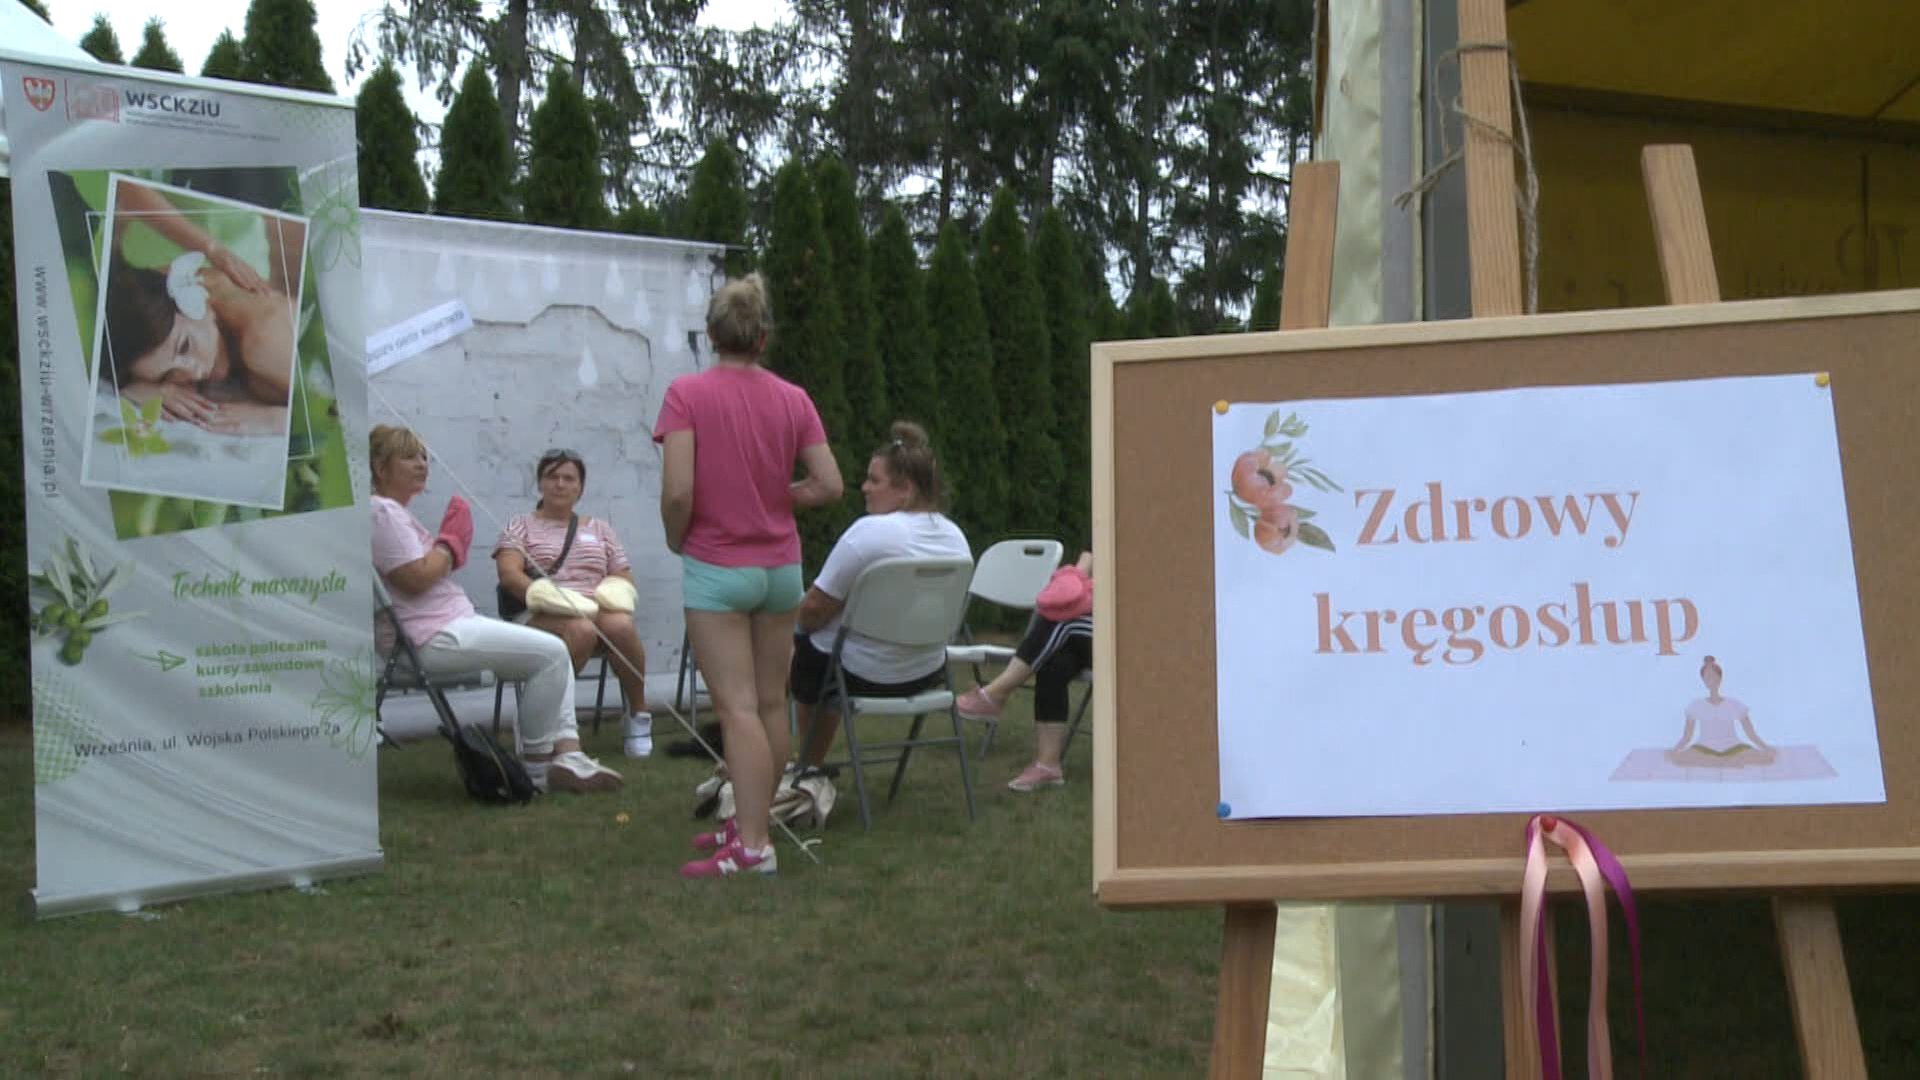 WSCKZiU
www.wsckziu-wrzesnia.pl
Technik masażysta
szkoła policealna
kursy zawodowe
szkolenia
Września, ul. Wojska Polskiego 2a
Zdrowy
kręgosłup